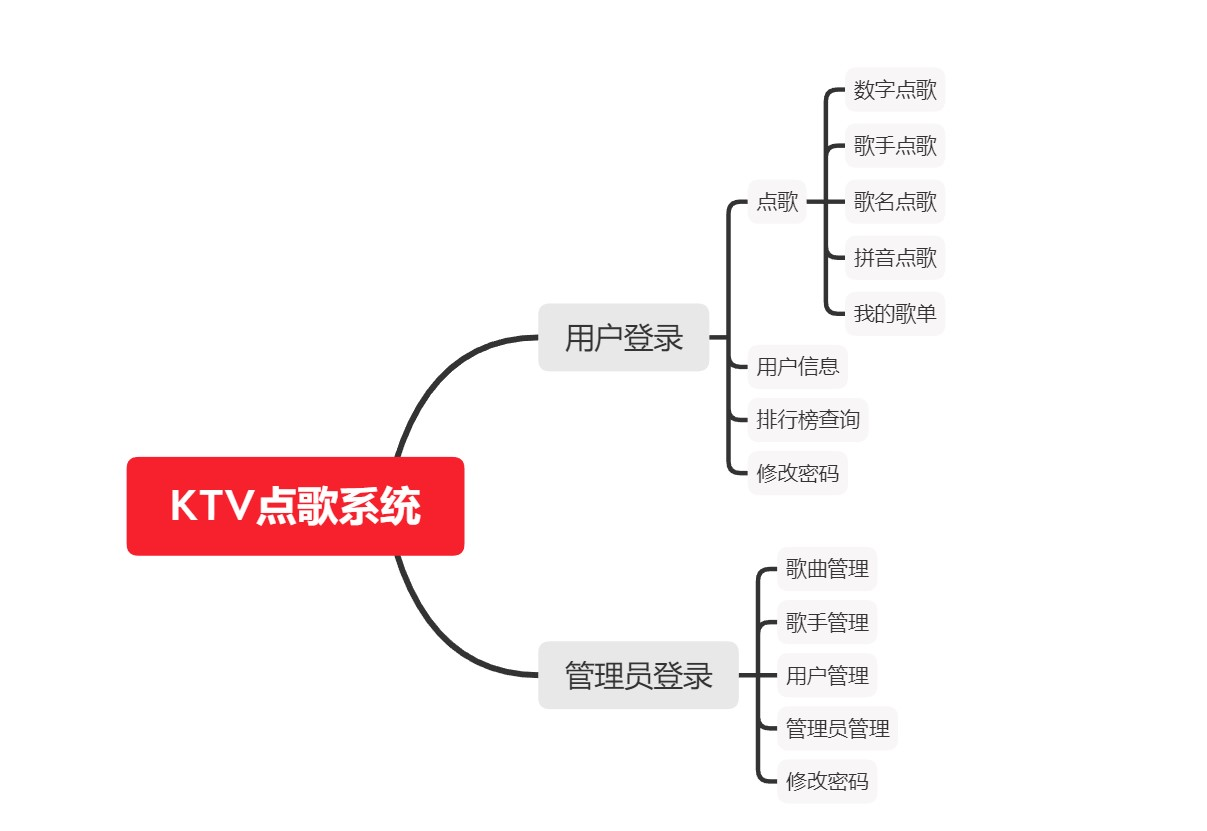 KTV点歌系统
用户登录
点歌
数字点歌
歌手点歌
歌名点歌
拼音点歌
我的歌单
用户信息
排行榜查询
修改密码
管理员登录
歌曲管理
歌手管理
用户管理
管理员管理
修改密码